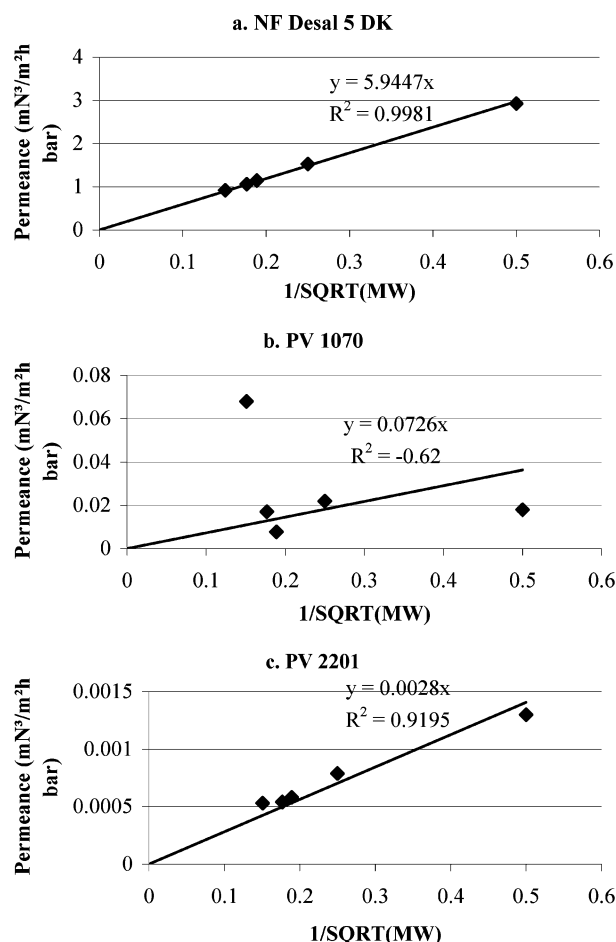 a. NF Desal 5 DK
Permeance (mN³/m²h
bar)
4
3
2
1
0
y = 5.9447x
R² = 0.9981
0 0.1 0.2 0.3 0.4 0.5 0.6
1/SQRT(MW)
b. PV 1070
Permeance (mN³/m²h
bar)
0.08
0.06
0.04
0.02
0
y = 0.0726x
R² = -0.62
0 0.1 0.2 0.3 0.4 0.5 0.6
1/SQRT(MW)
c. PV 2201
Permeance (mN³/m²h
bar)
0.0015
0.001
0.0005
0
y = 0.0028x
R² = 0.9195
0 0.1 0.2 0.3 0.4 0.5 0.6
1/SQRT(MW)